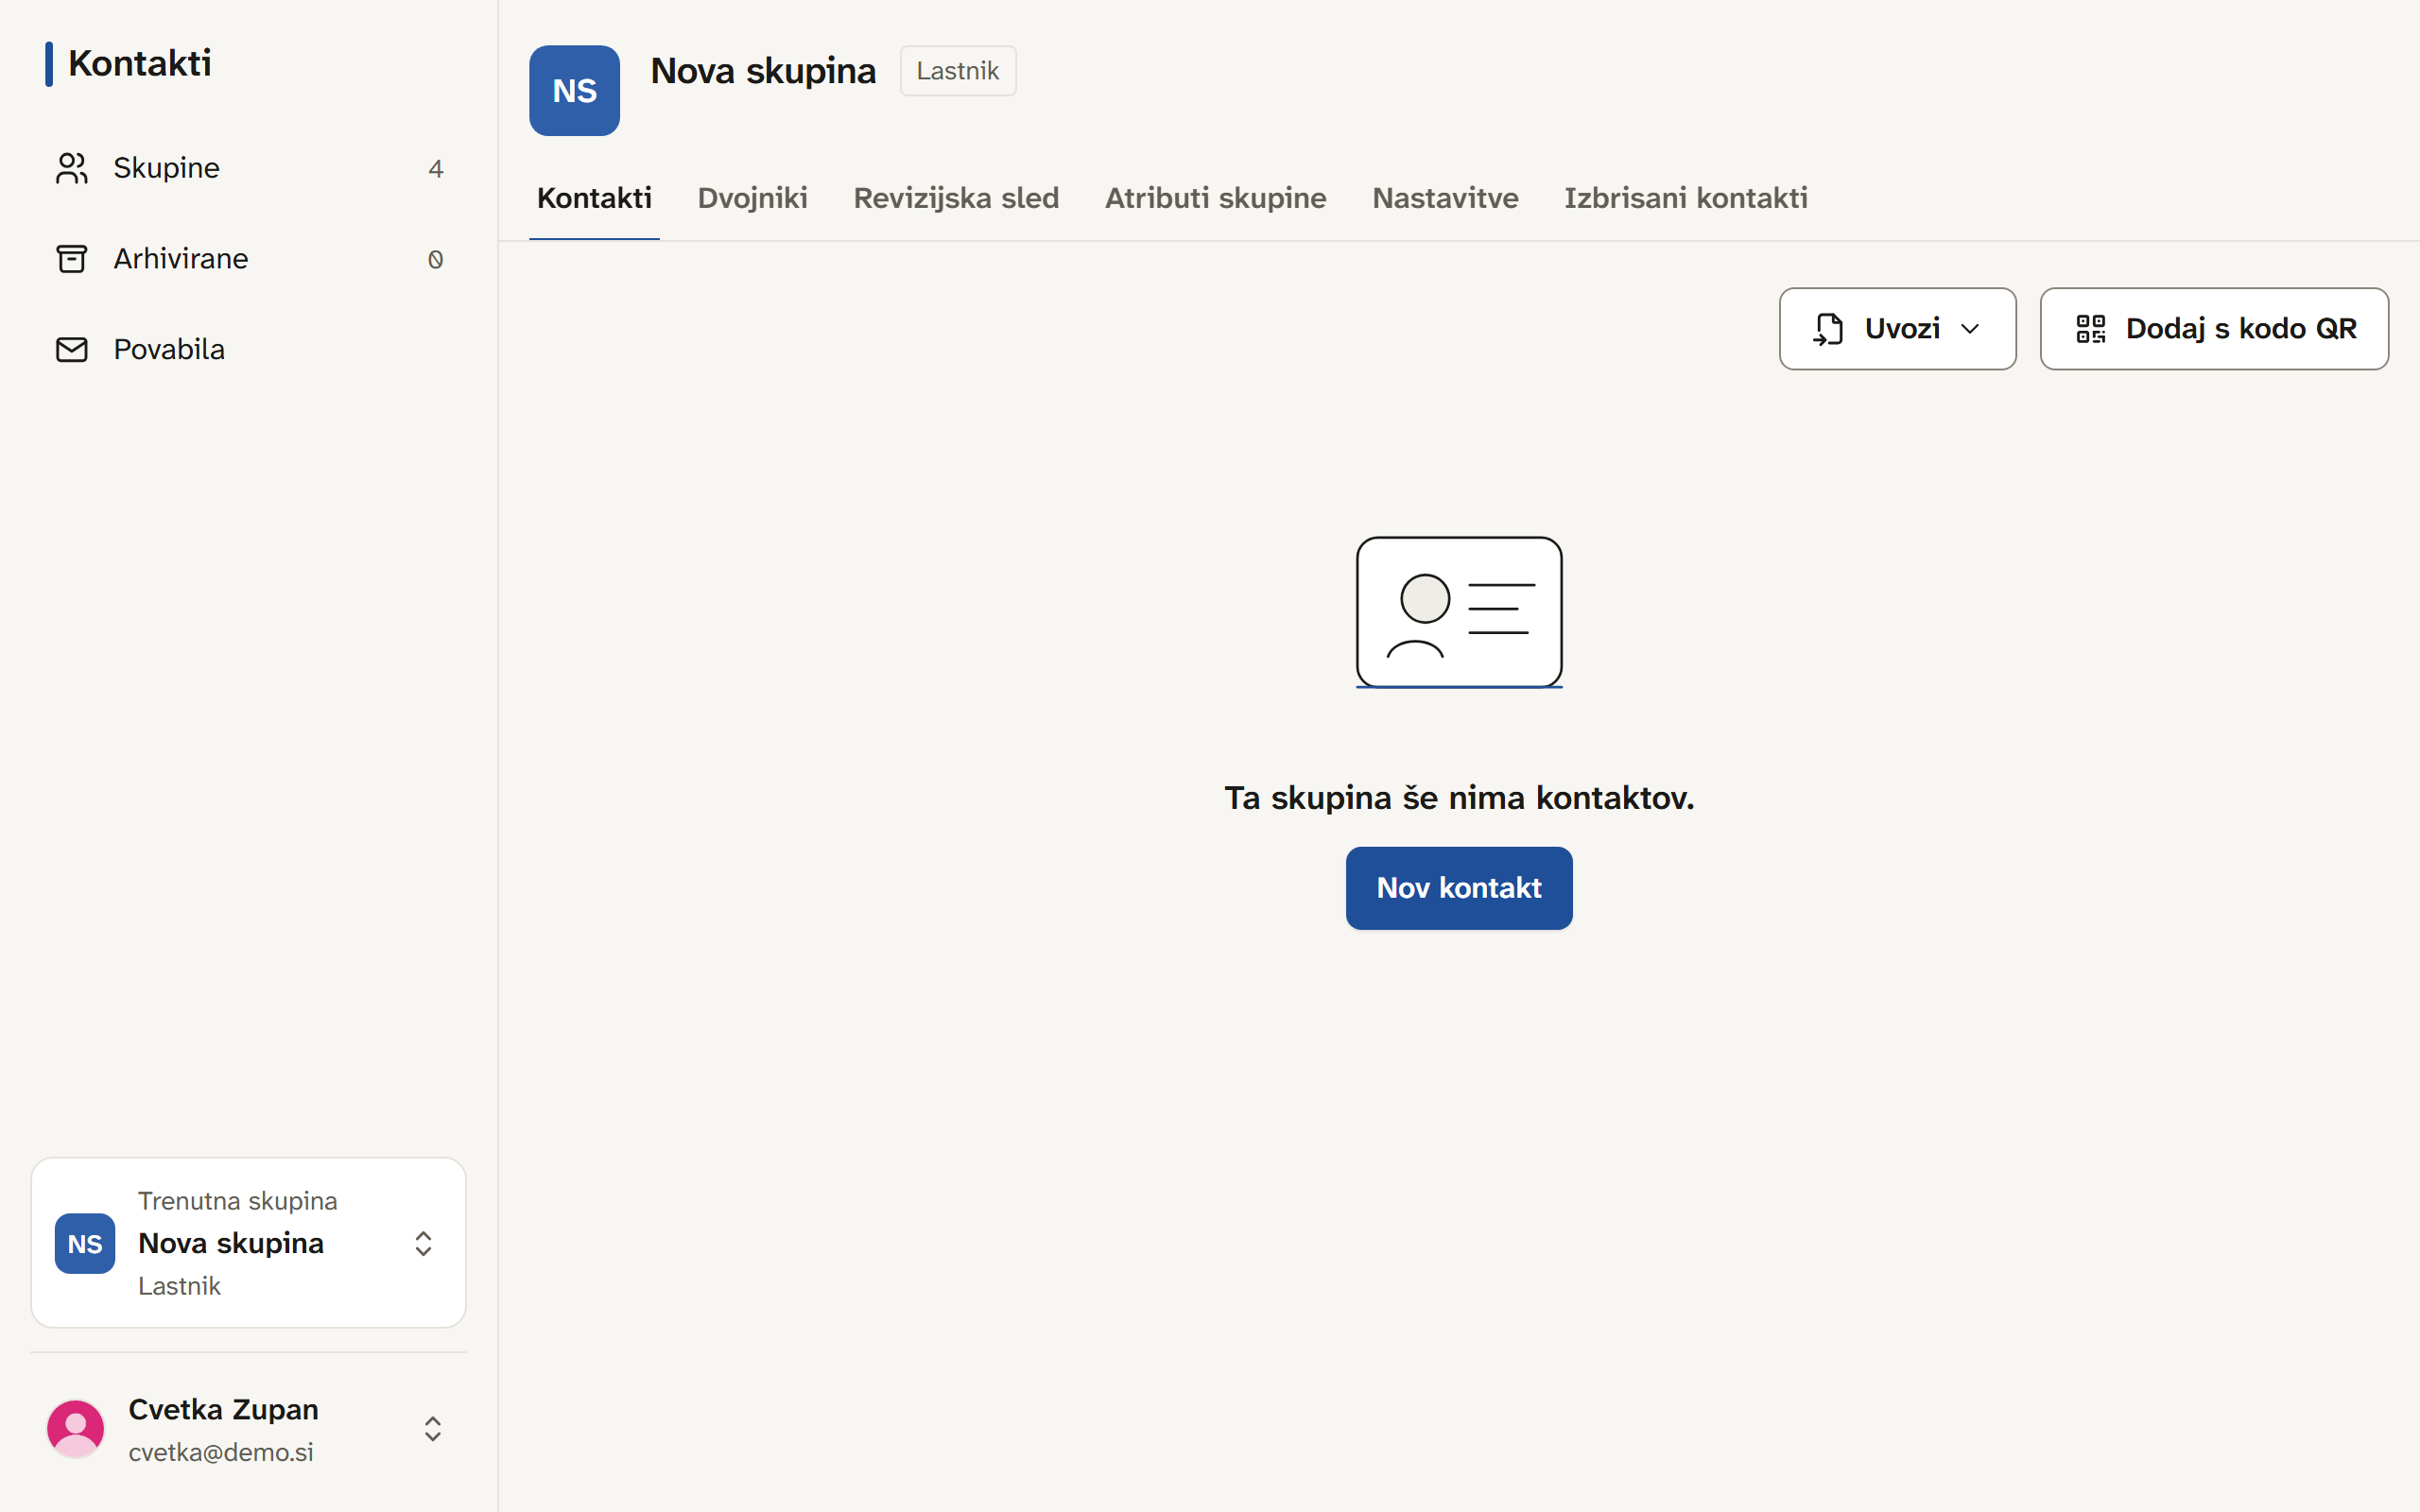 Kontakti
Skupine 4
Arhivirane 0
Povabila
Trenutna skupina
NS Nova skupina
Lastnik
Cvetka Zupan
cvetka@demo.si
NS Nova skupina Lastnik
Kontakti Dvojniki Revizijska sled Atributi skupine Nastavitve Izbrisani kontakti
Uvozi Dodaj s kodo QR
Ta skupina še nima kontaktov.
Nov kontakt